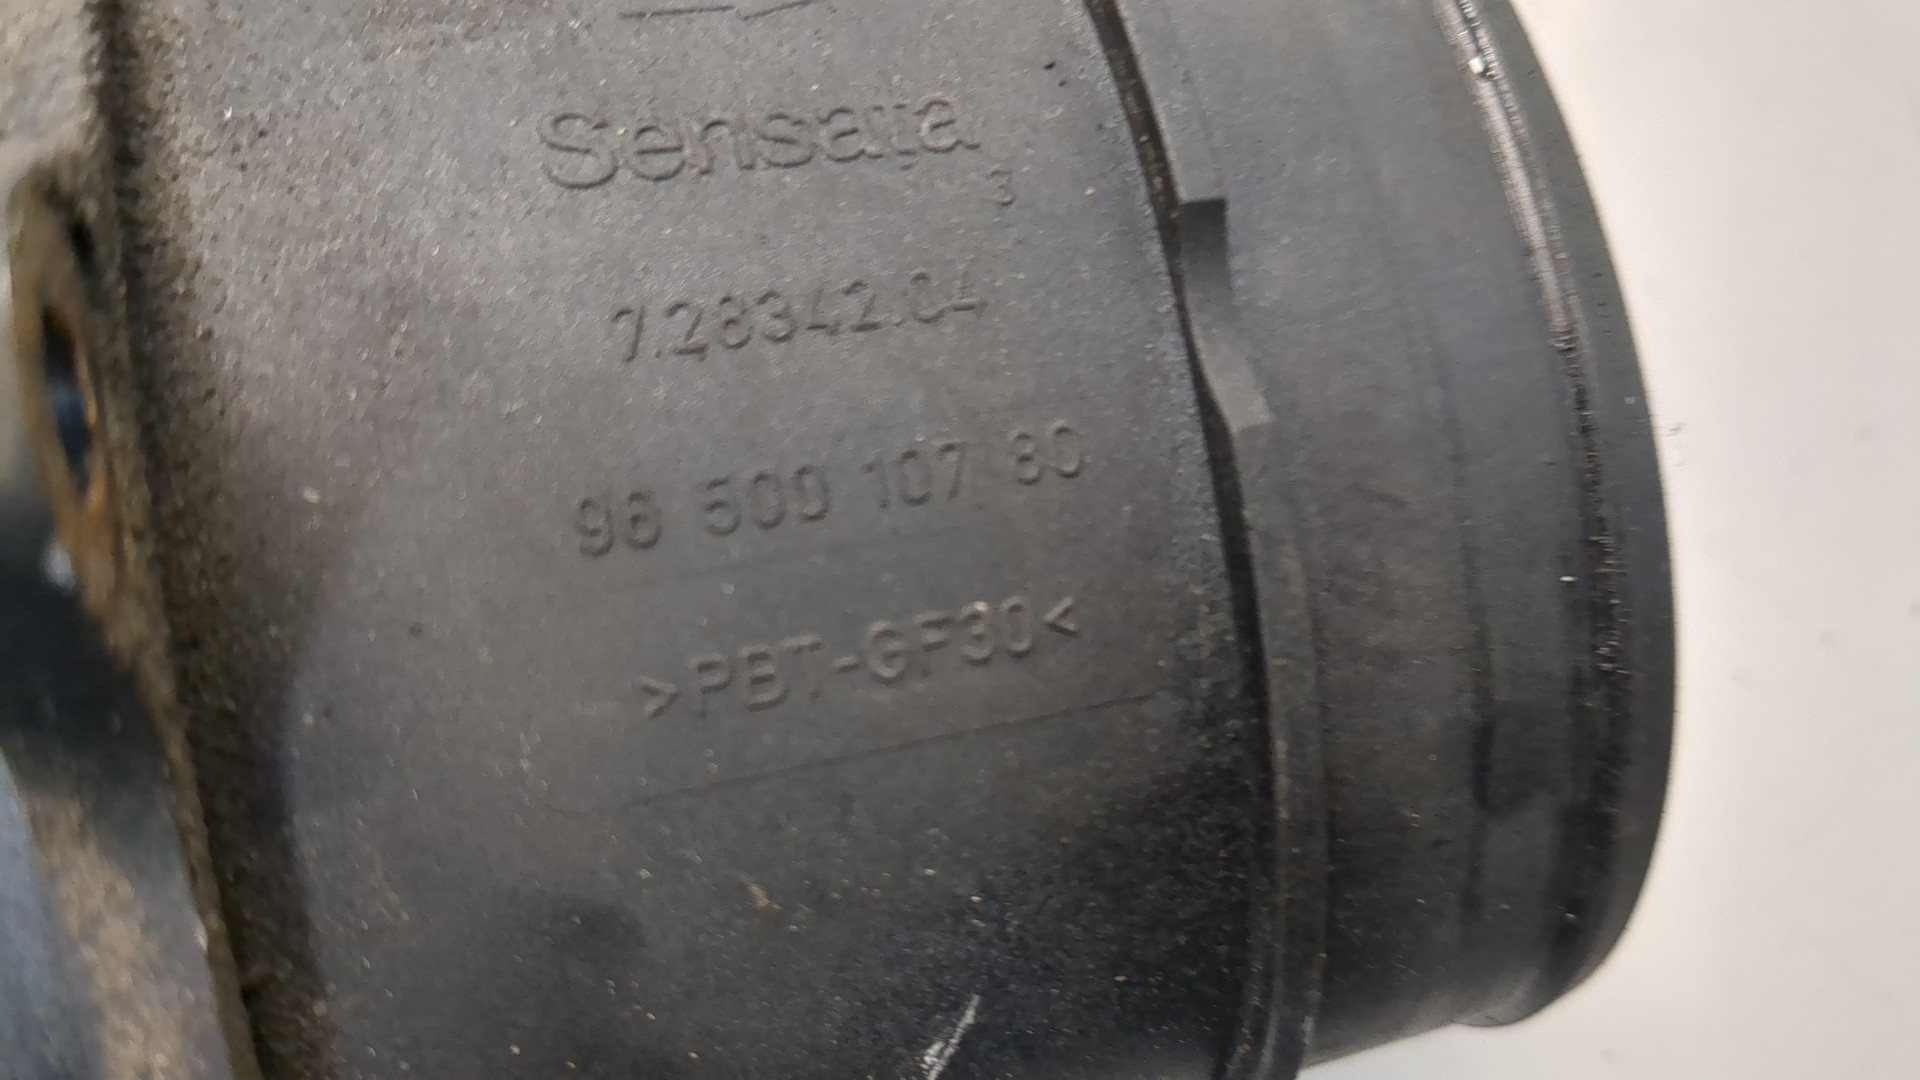 Sensata
3
7.28342.04
96 500 107 80
>PBT-GF30<